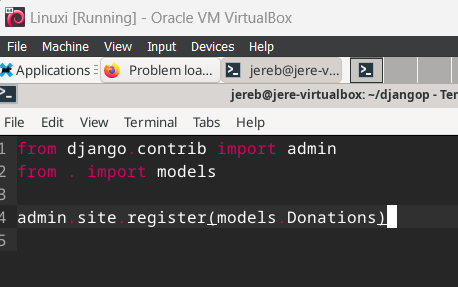 Linuxi [Running] - Oracle VM VirtualBox
File Machine View Input Devices Help
Applications Problem loa... jereb@jere-v...
jereb@jere-virtualbox: ~/djangop - Ter
File Edit View Terminal Tabs Help
1 from django.contrib import admin
2 from . import models
3
4 admin.site.register(models.Donations)
5